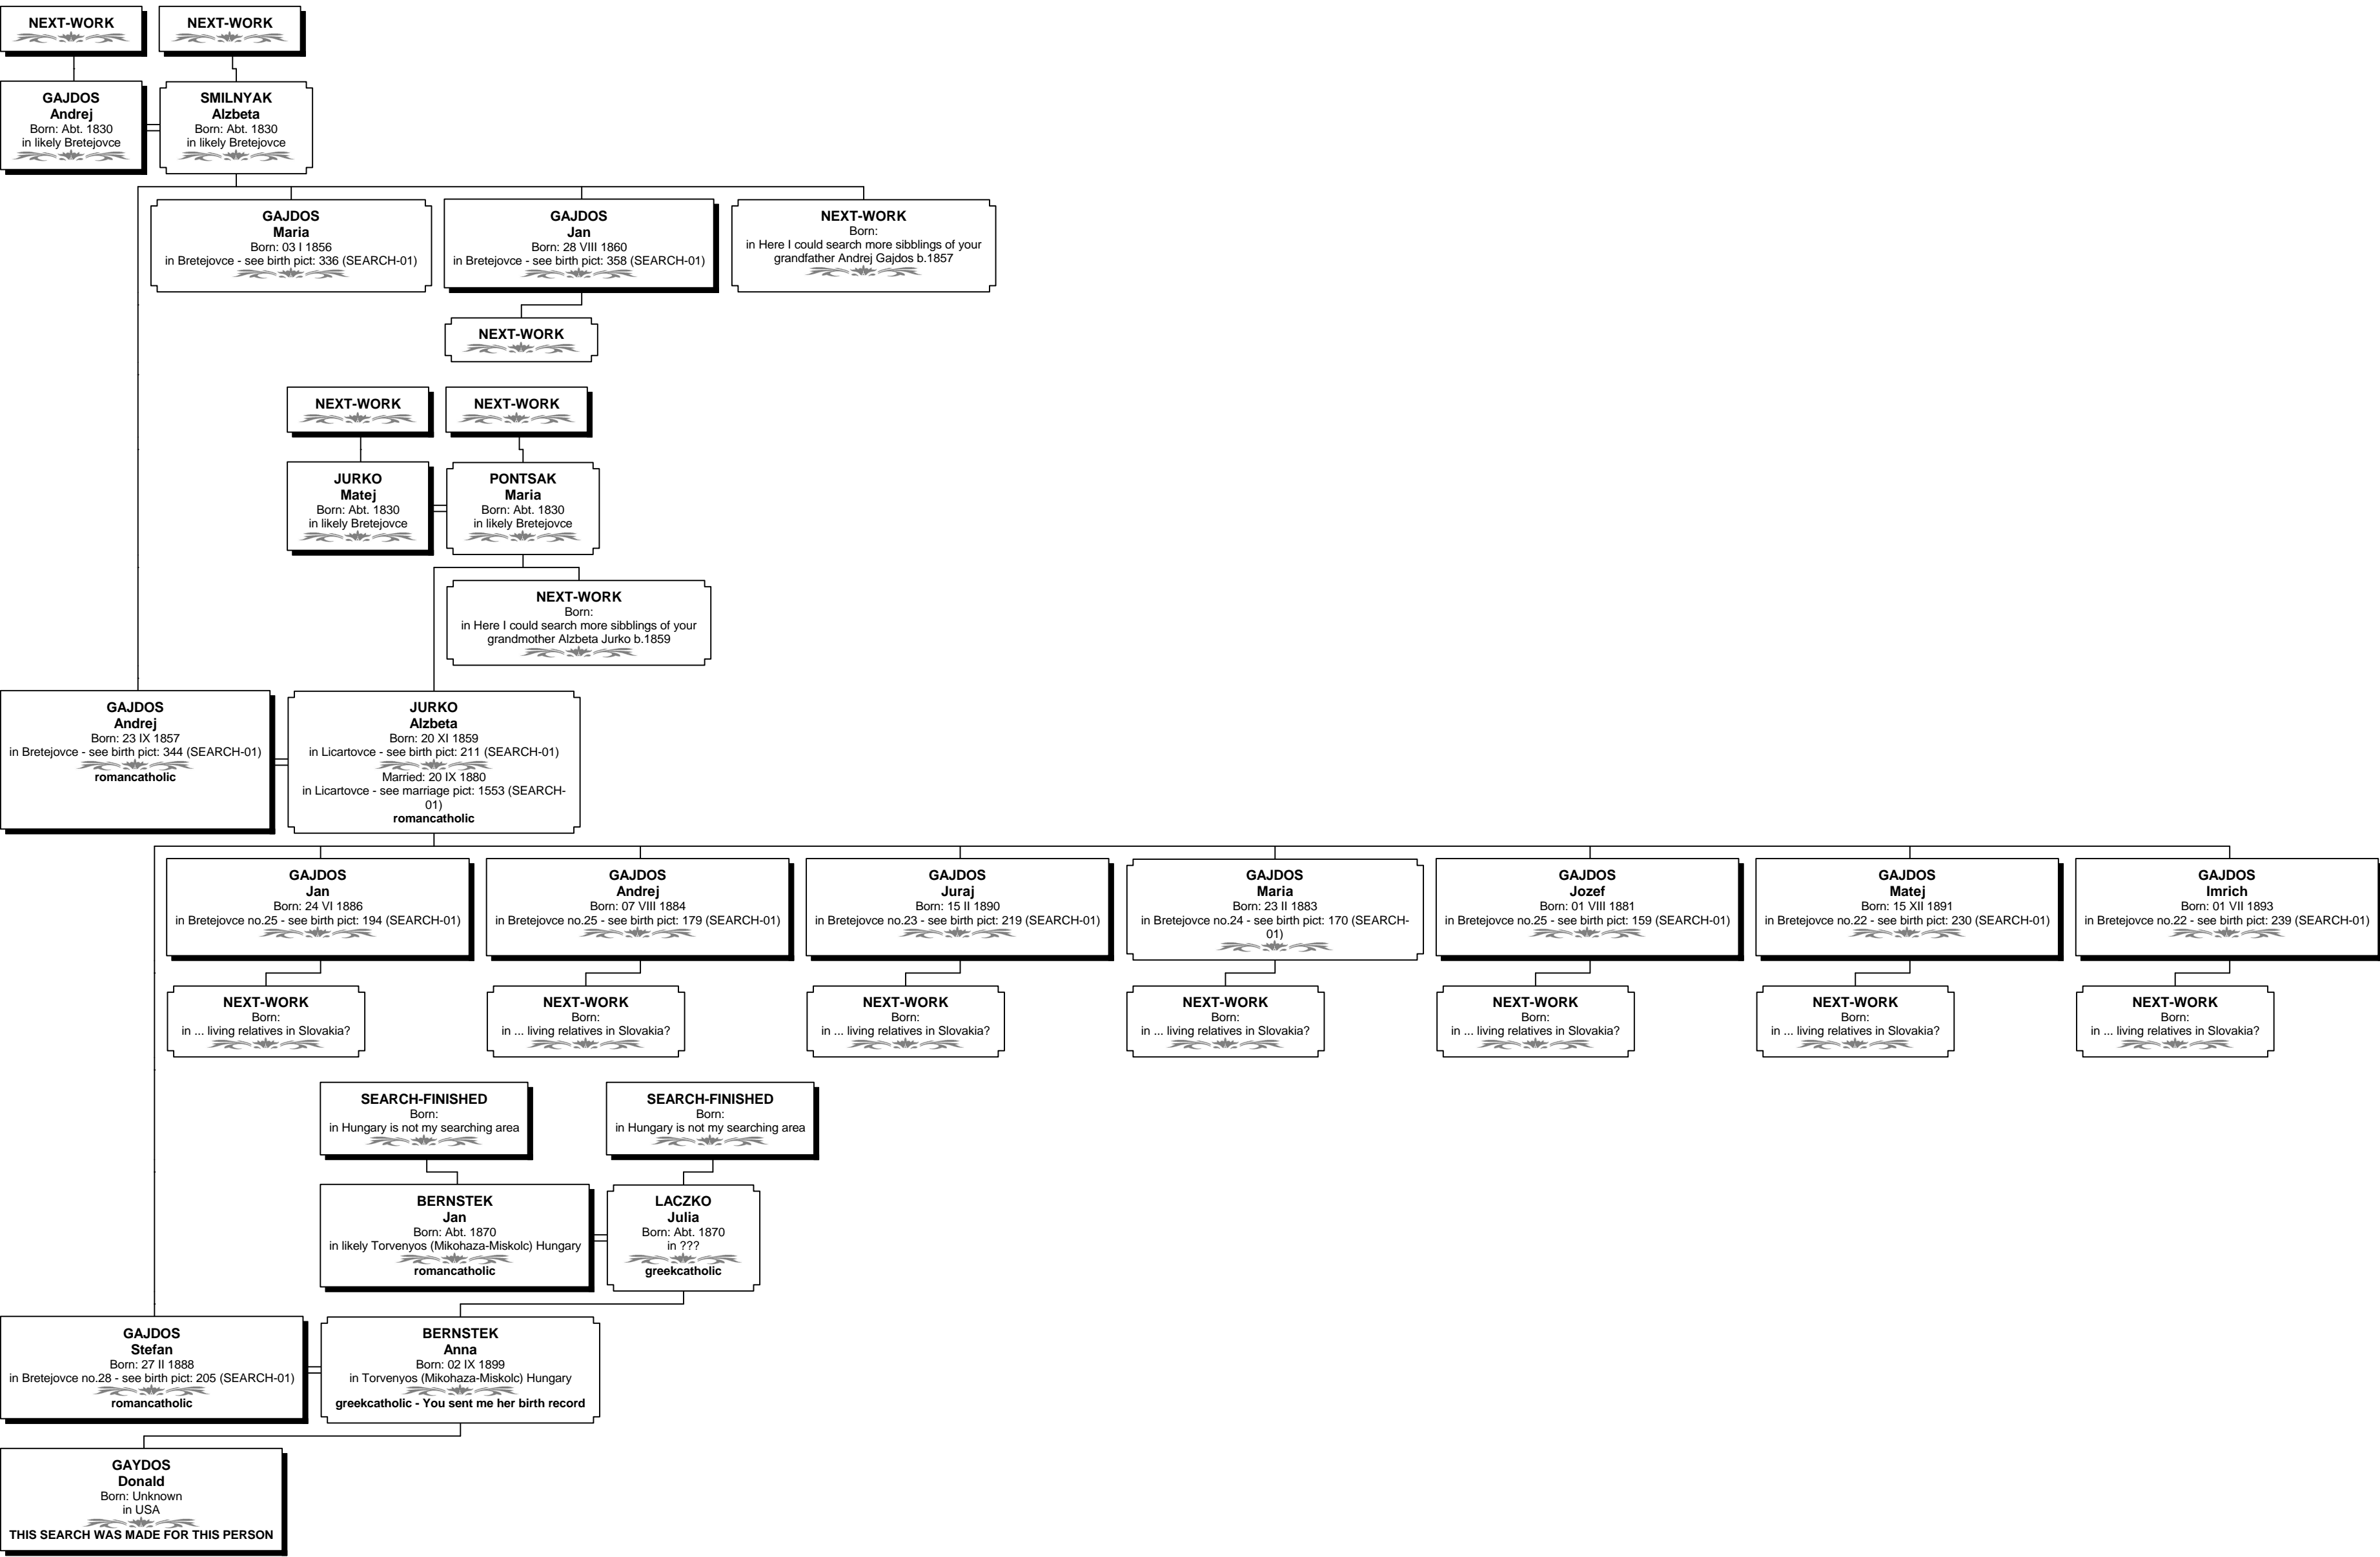 NEXT-WORK
NEXT-WORK
GAJDOS
Andrej
Born: Abt. 1830
in likely Bretejovce
SMILNYAK
Alzbeta
Born: Abt. 1830
in likely Bretejovce
GAJDOS
Maria
Born: 03 I 1856
in Bretejovce - see birth pict: 336 (SEARCH-01)
GAJDOS
Jan
Born: 28 VIII 1860
in Bretejovce - see birth pict: 358 (SEARCH-01)
NEXT-WORK
Born:
in Here I could search more sibblings of your
grandfather Andrej Gajdos b.1857
NEXT-WORK
NEXT-WORK
NEXT-WORK
JURKO
Matej
Born: Abt. 1830
in likely Bretejovce
PONTSAK
Maria
Born: Abt. 1830
in likely Bretejovce
NEXT-WORK
Born:
in Here I could search more sibblings of your
grandmother Alzbeta Jurko b.1859
GAJDOS
Andrej
Born: 23 IX 1857
in Bretejovce - see birth pict: 344 (SEARCH-01)
romancatholic
JURKO
Alzbeta
Born: 20 XI 1859
in Licartovce - see birth pict: 211 (SEARCH-01)
Married: 20 IX 1880
in Licartovce - see marriage pict: 1553 (SEARCH-
01)
romancatholic
GAJDOS
Jan
Born: 24 VI 1886
in Bretejovce no.25 - see birth pict: 194 (SEARCH-01)
GAJDOS
Andrej
Born: 07 VIII 1884
in Bretejovce no.25 - see birth pict: 179 (SEARCH-01)
GAJDOS
Juraj
Born: 15 II 1890
in Bretejovce no.23 - see birth pict: 219 (SEARCH-01)
GAJDOS
Maria
Born: 23 II 1883
in Bretejovce no.24 - see birth pict: 170 (SEARCH-
01)
GAJDOS
Jozef
Born: 01 VIII 1881
in Bretejovce no.25 - see birth pict: 159 (SEARCH-01)
GAJDOS
Matej
Born: 15 XII 1891
in Bretejovce no.22 - see birth pict: 230 (SEARCH-01)
GAJDOS
Imrich
Born: 01 VII 1893
in Bretejovce no.22 - see birth pict: 239 (SEARCH-01)
NEXT-WORK
Born:
in ... living relatives in Slovakia?
NEXT-WORK
Born:
in ... living relatives in Slovakia?
NEXT-WORK
Born:
in ... living relatives in Slovakia?
NEXT-WORK
Born:
in ... living relatives in Slovakia?
NEXT-WORK
Born:
in ... living relatives in Slovakia?
NEXT-WORK
Born:
in ... living relatives in Slovakia?
NEXT-WORK
Born:
in ... living relatives in Slovakia?
SEARCH-FINISHED
Born:
in Hungary is not my searching area
SEARCH-FINISHED
Born:
in Hungary is not my searching area
BERNSTEK
Jan
Born: Abt. 1870
in likely Torvenyos (Mikohaza-Miskolc) Hungary
romancatholic
LACZKO
Julia
Born: Abt. 1870
in ???
greekcatholic
GAJDOS
Stefan
Born: 27 II 1888
in Bretejovce no.28 - see birth pict: 205 (SEARCH-01)
romancatholic
BERNSTEK
Anna
Born: 02 IX 1899
in Torvenyos (Mikohaza-Miskolc) Hungary
greekcatholic - You sent me her birth record
GAYDOS
Donald
Born: Unknown
in USA
THIS SEARCH WAS MADE FOR THIS PERSON